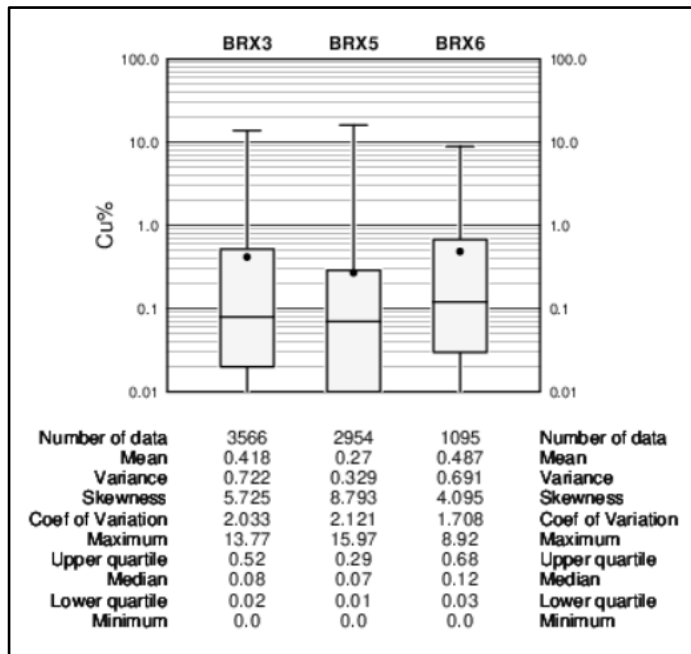 BRX3 BRX5 BRX6
100.0 100.0
10.0 10.0
Cu%
1.0 1.0
0.1 0.1
0.01 0.01
Number of data 3566 2954 1095 Number of data
Mean 0.418 0.27 0.487 Mean
Variance 0.722 0.329 0.691 Variance
Skewness 5.725 8.793 4.095 Skewness
Coef of Variation 2.033 2.121 1.708 Coef of Variation
Maximum 13.77 15.97 8.92 Maximum
Upper quartile 0.52 0.29 0.68 Upper quartile
Median 0.08 0.07 0.12 Median
Lower quartile 0.02 0.01 0.03 Lower quartile
Minimum 0.0 0.0 0.0 Minimum